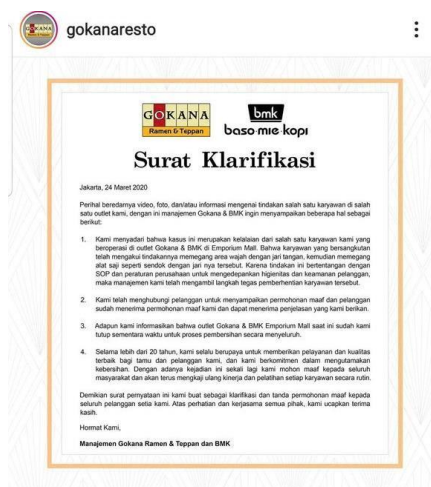 GOKANA
gokanaresto
GOKANA
Ramen & Teppan
bmk
baso·mie·kopi
Surat Klarifikasi
Jakarta, 24 Maret 2020
Perihal beredarnya video, foto, dan/atau informasi mengenai tindakan salah satu karyawan di salah
satu outlet kami, dengan ini manajemen Gokana & BMK ingin menyampaikan beberapa hal sebagai
berikut:
1. Kami menyadari bahwa kasus ini merupakan kelalaian dari salah satu karyawan kami yang
beroperasi di outlet Gokana & BMK di Emporium Mall. Bahwa karyawan yang bersangkutan
telah mengakui tindakannya memegang area wajah dengan jari tangan, kemudian memegang
alat saji seperti sendok dengan jari nya tersebut. Karena tindakan ini bertentangan dengan
SOP dan peraturan perusahaan untuk mengedepankan higienitas dan keamanan pelanggan,
maka manajemen kami telah mengambil langkah tegas pemberhentian karyawan tersebut.
2. Kami telah menghubungi pelanggan untuk menyampaikan permohonan maaf dan pelanggan
sudah menerima permohonan maaf kami dan dapat menerima penjelasan yang kami berikan.
3. Adapun kami informasikan bahwa outlet Gokana & BMK Emporium Mall saat ini sudah kami
tutup sementara waktu untuk proses pembersihan secara menyeluruh.
4. Selama lebih dari 20 tahun, kami selalu berupaya untuk memberikan pelayanan dan kualitas
terbaik bagi tamu dan pelanggan kami, dan kami berkomitmen dalam mengutamakan
kebersihan. Dengan adanya kejadian ini sekali lagi kami mohon maaf kepada seluruh
masyarakat dan akan terus mengkaji ulang kinerja dan pelatihan setiap karyawan secara rutin.
Demikian surat pernyataan ini kami buat sebagai klarifikasi dan tanda permohonan maaf kepada
seluruh pelanggan setia kami. Atas perhatian dan kerjasama semua pihak, kami ucapkan terima
kasih.
Hormat Kami,
Manajemen Gokana Ramen & Teppan dan BMK